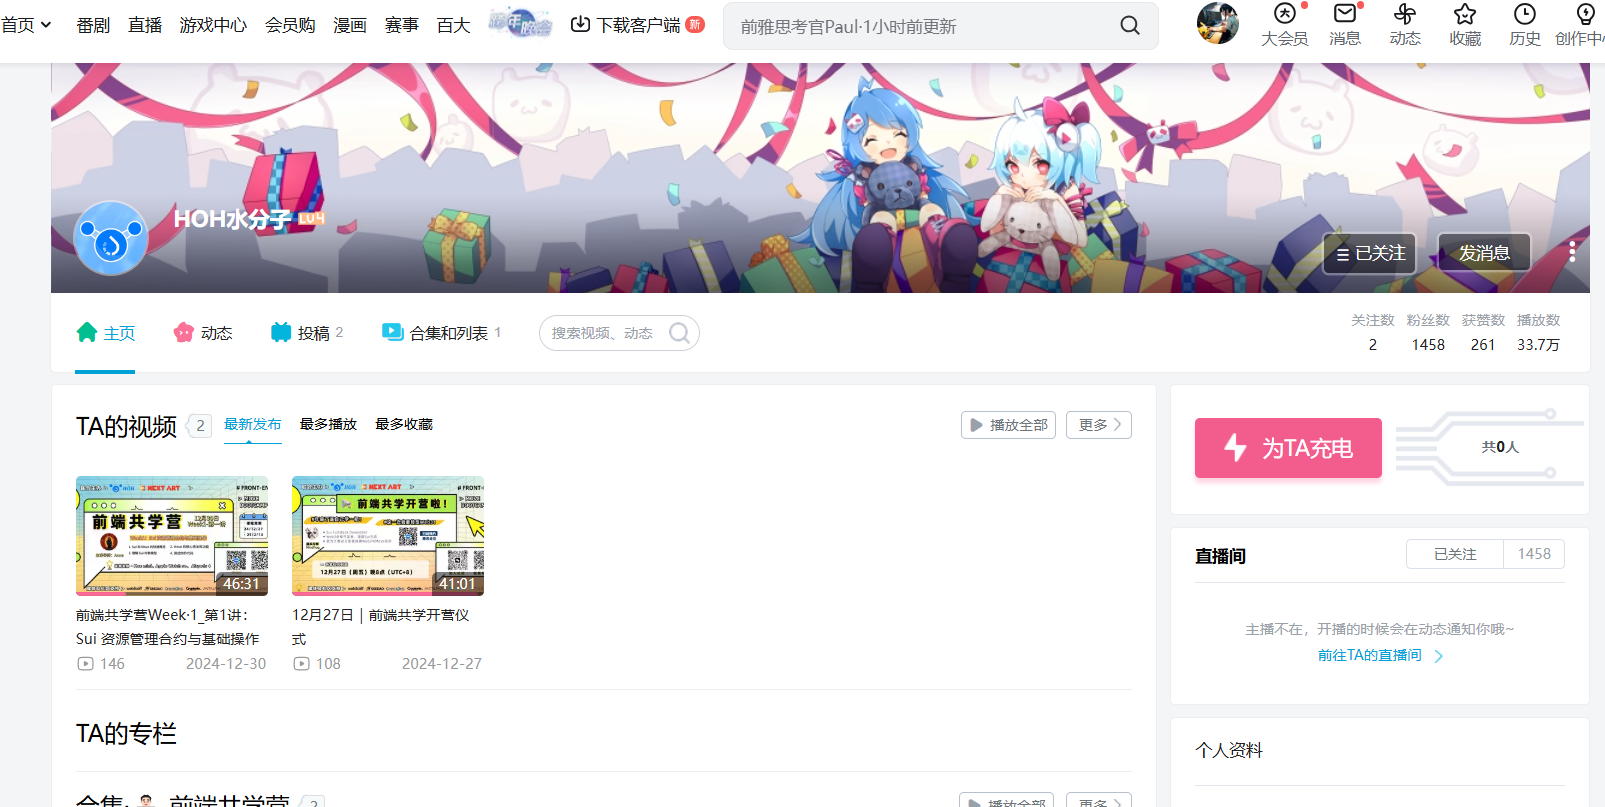 首页 番剧 直播 游戏中心 会员购 漫画 赛事 百大 下载客户端 新 前雅思考官Paul·1小时前更新 大会员 消息 动态 收藏 历史 创作中
HOH水分子 LV4
已关注 发消息
主页 动态 投稿 2 合集和列表 1 搜索视频、动态
关注数 粉丝数 获赞数 播放数
2 1458 261 33.7万
TA的视频 2 最新发布 最多播放 最多收藏 播放全部 更多
前端共学营
46:31
前端共学开营啦!
12月27日 (周五) 晚8点 (UTC+8)
41:01
前端共学营Week·1_第1讲:
Sui 资源管理合约与基础操作
146 2024-12-30
12月27日 | 前端共学开营仪
式
108 2024-12-27
TA的专栏
合集· 前端共学营 2 播放全部 更多
为TA充电 共0人
直播间 已关注 1458
主播不在，开播的时候会在动态通知你哦~
前往TA的直播间
个人资料